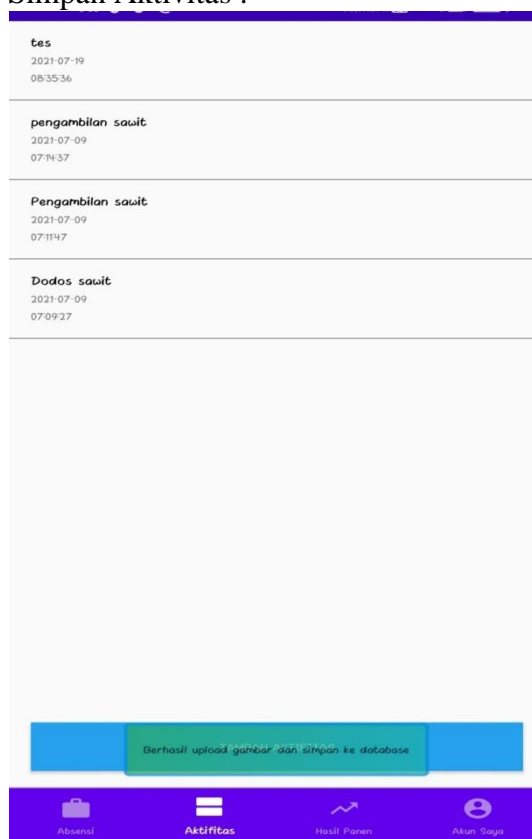 Simpan Aktivitas :
tes
2021-07-19
08:35:36
pengambilan sawit
2021-07-09
07:14:37
Pengambilan sawit
2021-07-09
07:11:47
Dodos sawit
2021-07-09
07:09:27
Berhasil upload gambar dan simpan ke database
Absensi
Aktifitas
Hasil Panen
Akun Saya